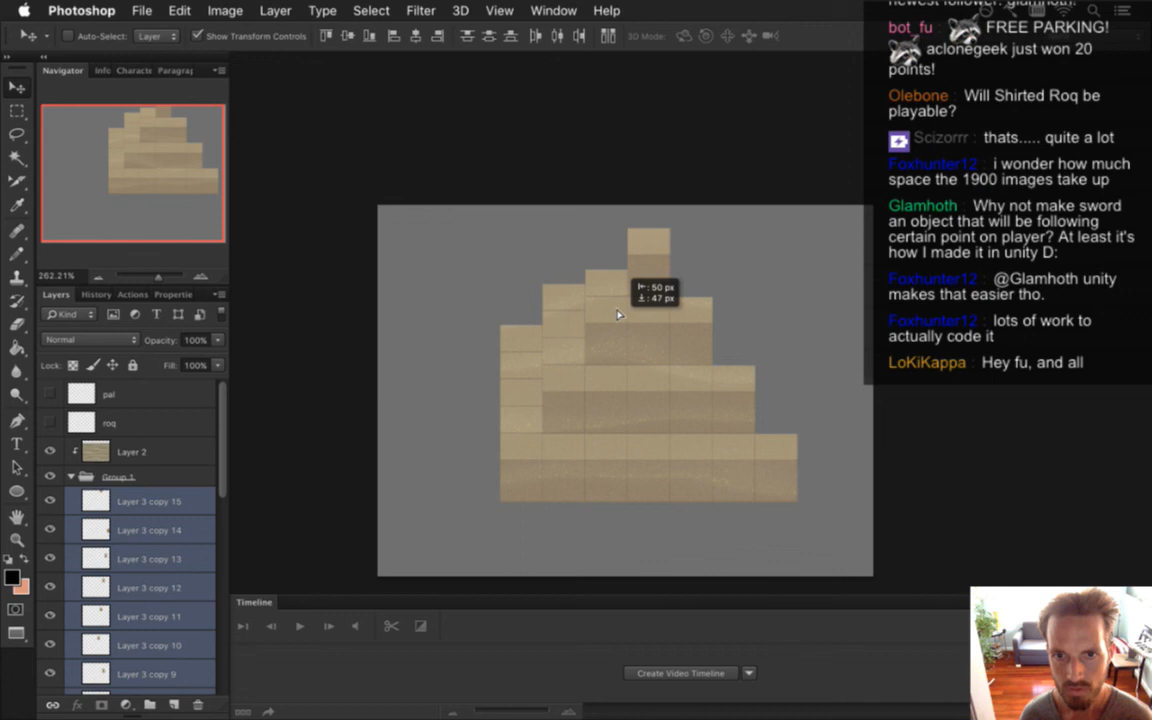 Photoshop File Edit Image Layer Type Select Filter 3D View Window Help
Auto-Select: Layer Show Transform Controls 3D Mode:
Navigator Info Characte Paragrap
262.21%
Layers History Actions Propertie
Kind
Normal Opacity: 100%
Lock: Fill: 100%
pal
roq
Layer 2
Group 1
Layer 3 copy 15
Layer 3 copy 14
Layer 3 copy 13
Layer 3 copy 12
Layer 3 copy 11
Layer 3 copy 10
Layer 3 copy 9
: 50 px
: 47 px
Timeline
Create Video Timeline
newest follower: glamhoth!
bot_fu : FREE PARKING!
aclonegeek just won 20
points!
Olebone : Will Shirted Roq be
playable?
Scizorrr : thats..... quite a lot
Foxhunter12 : i wonder how much
space the 1900 images take up
Glamhoth : Why not make sword
an object that will be following
certain point on player? At least it's
how I made it in unity D:
Foxhunter12 : @Glamhoth unity
makes that easier tho.
Foxhunter12 : lots of work to
actually code it
LoKiKappa : Hey fu, and all